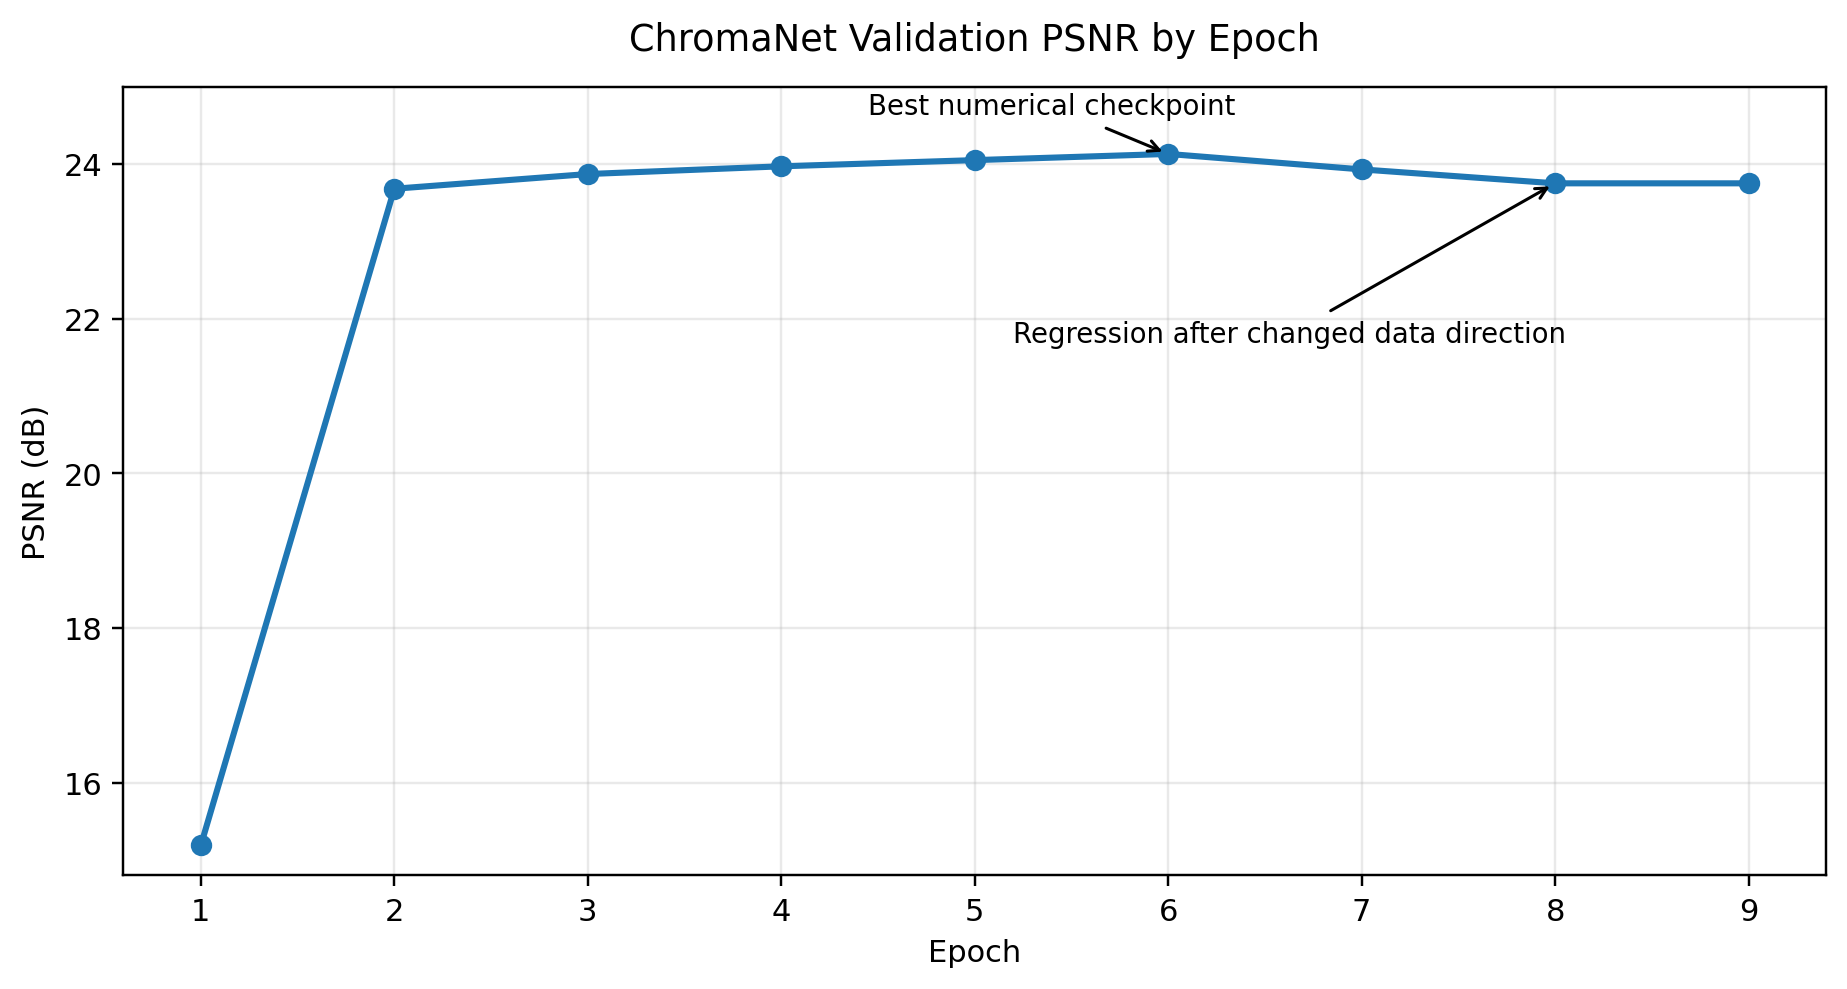 ChromaNet Validation PSNR by Epoch
Best numerical checkpoint
Regression after changed data direction
PSNR (dB)
24
22
20
18
16
1 2 3 4 5 6 7 8 9
Epoch